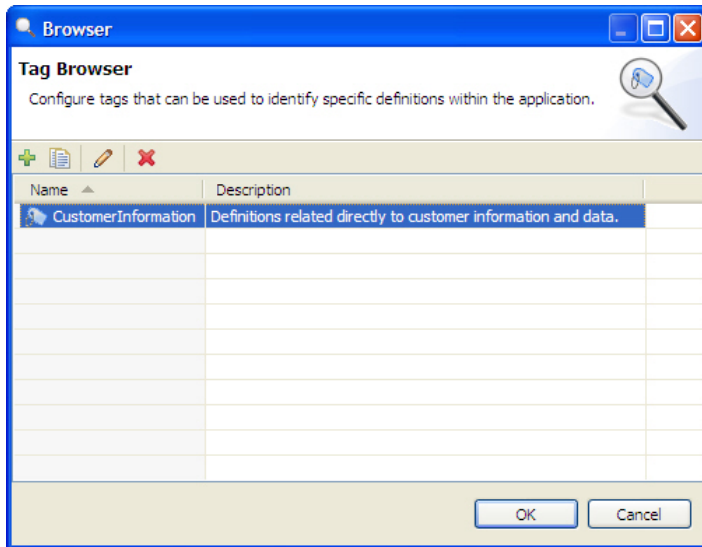 Browser
Tag Browser
Configure tags that can be used to identify specific definitions within the application.
Name Description
CustomerInformation Definitions related directly to customer information and data.
OK Cancel